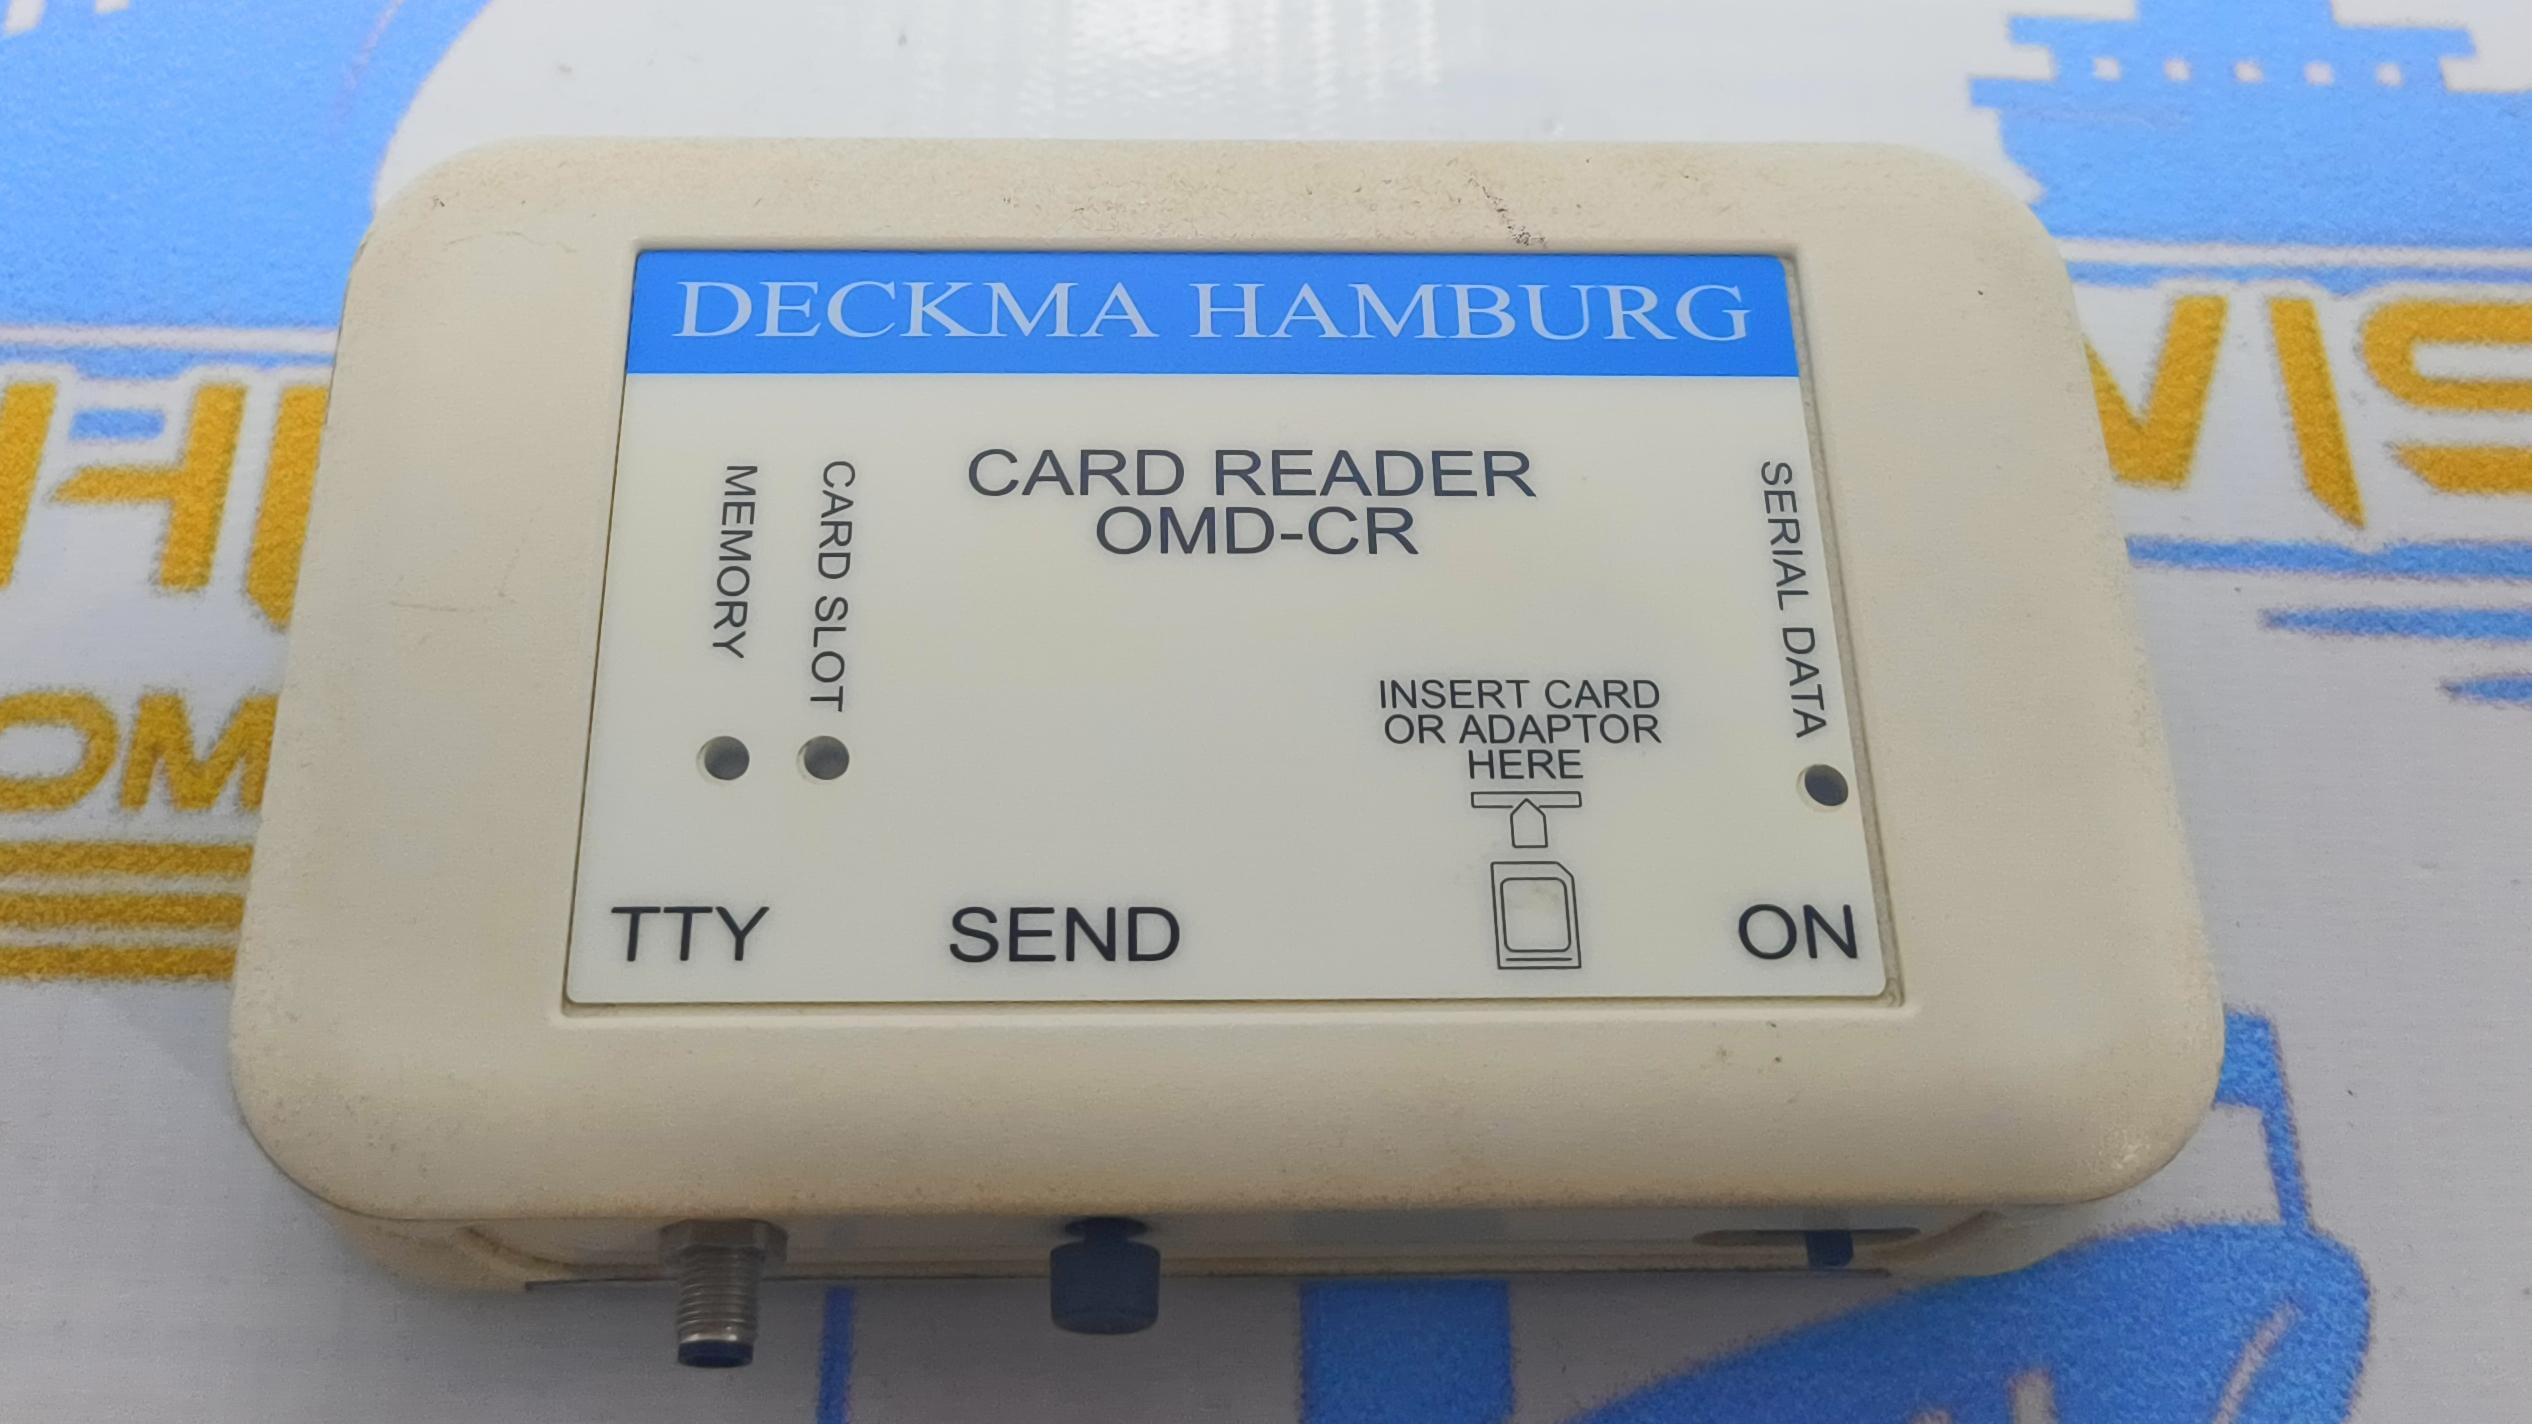 DECKMA HAMBURG
CARD READER
OMD-CR
MEMORY
CARD SLOT
SERIAL DATA
INSERT CARD
OR ADAPTOR
HERE
TTY
SEND
ON